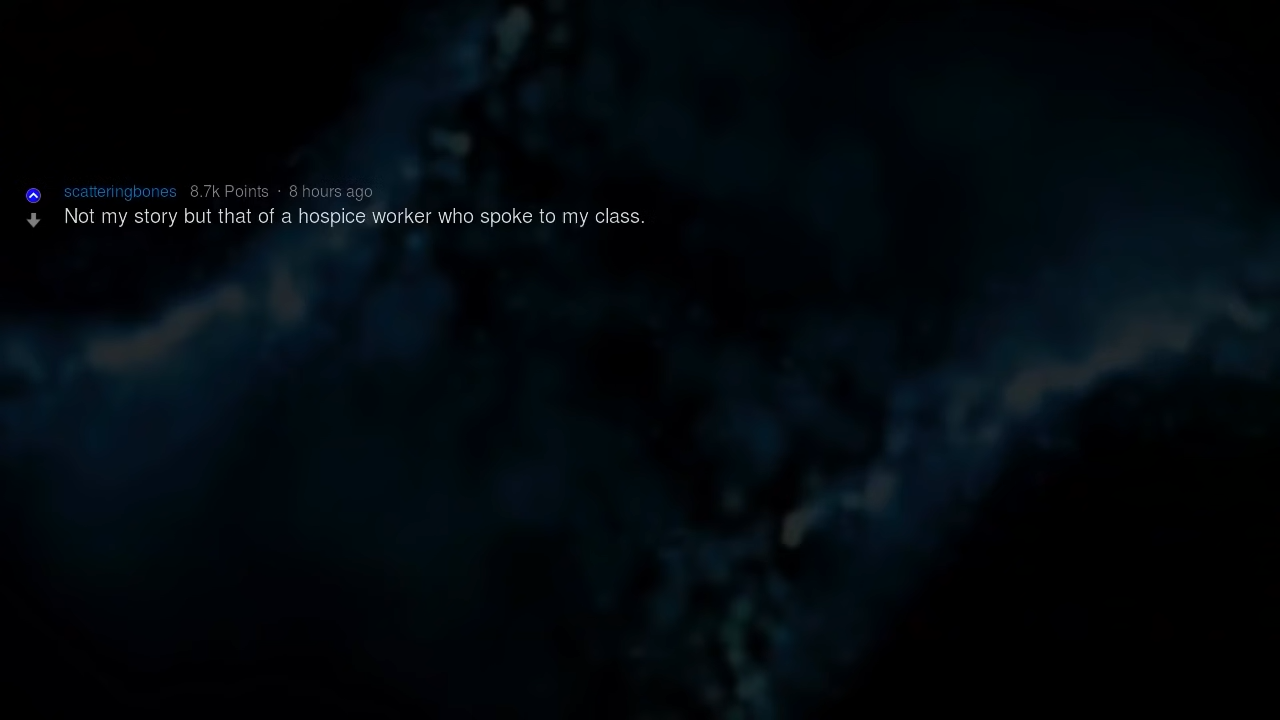 scatteringbones 8.7k Points · 8 hours ago
Not my story but that of a hospice worker who spoke to my class.